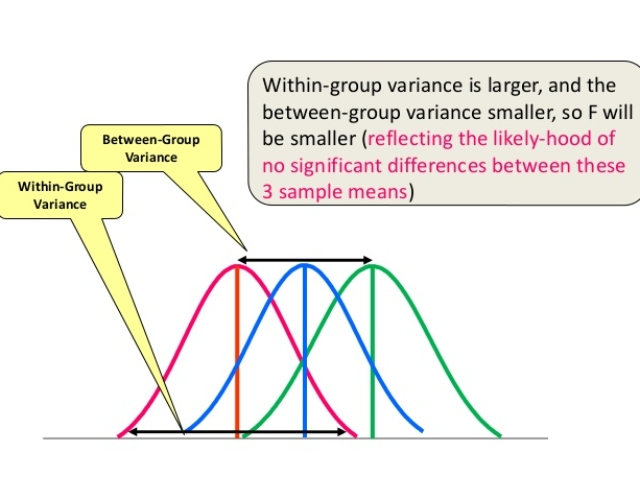 Within-group variance is larger, and the
between-group variance smaller, so F will
be smaller (reflecting the likely-hood of
no significant differences between these
3 sample means)
Between-Group
Variance
Within-Group
Variance